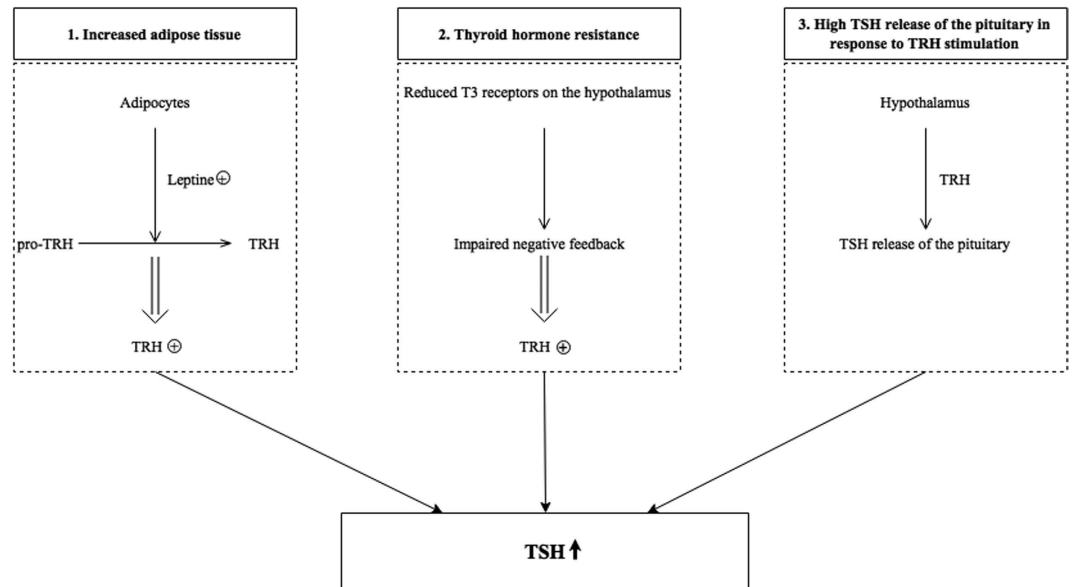 1. Increased adipose tissue
Adipocytes
Leptine⊕
pro-TRH
TRH
TRH ⊕
2. Thyroid hormone resistance
Reduced T3 receptors on the hypothalamus
Impaired negative feedback
TRH ⊕
3. High TSH release of the pituitary in
response to TRH stimulation
Hypothalamus
TRH
TSH release of the pituitary
TSH